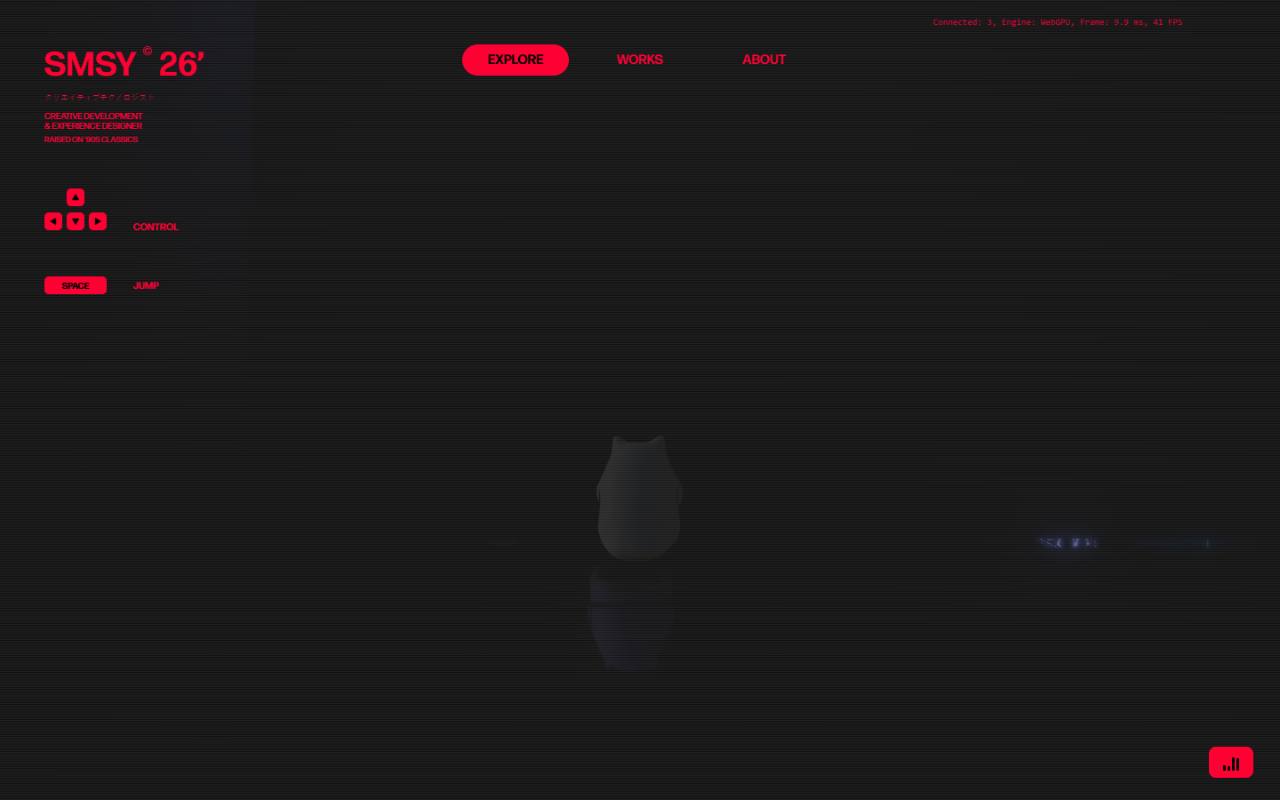 Connected: 3, Engine: WebGPU, Frame: 9.9 ms, 41 FPS
SMSY © 26’
EXPLORE
WORKS
ABOUT
クリエイティブテクノロジスト
CREATIVE DEVELOPMENT
& EXPERIENCE DESIGNER
RAISED ON ’90S CLASSICS
CONTROL
SPACE
JUMP